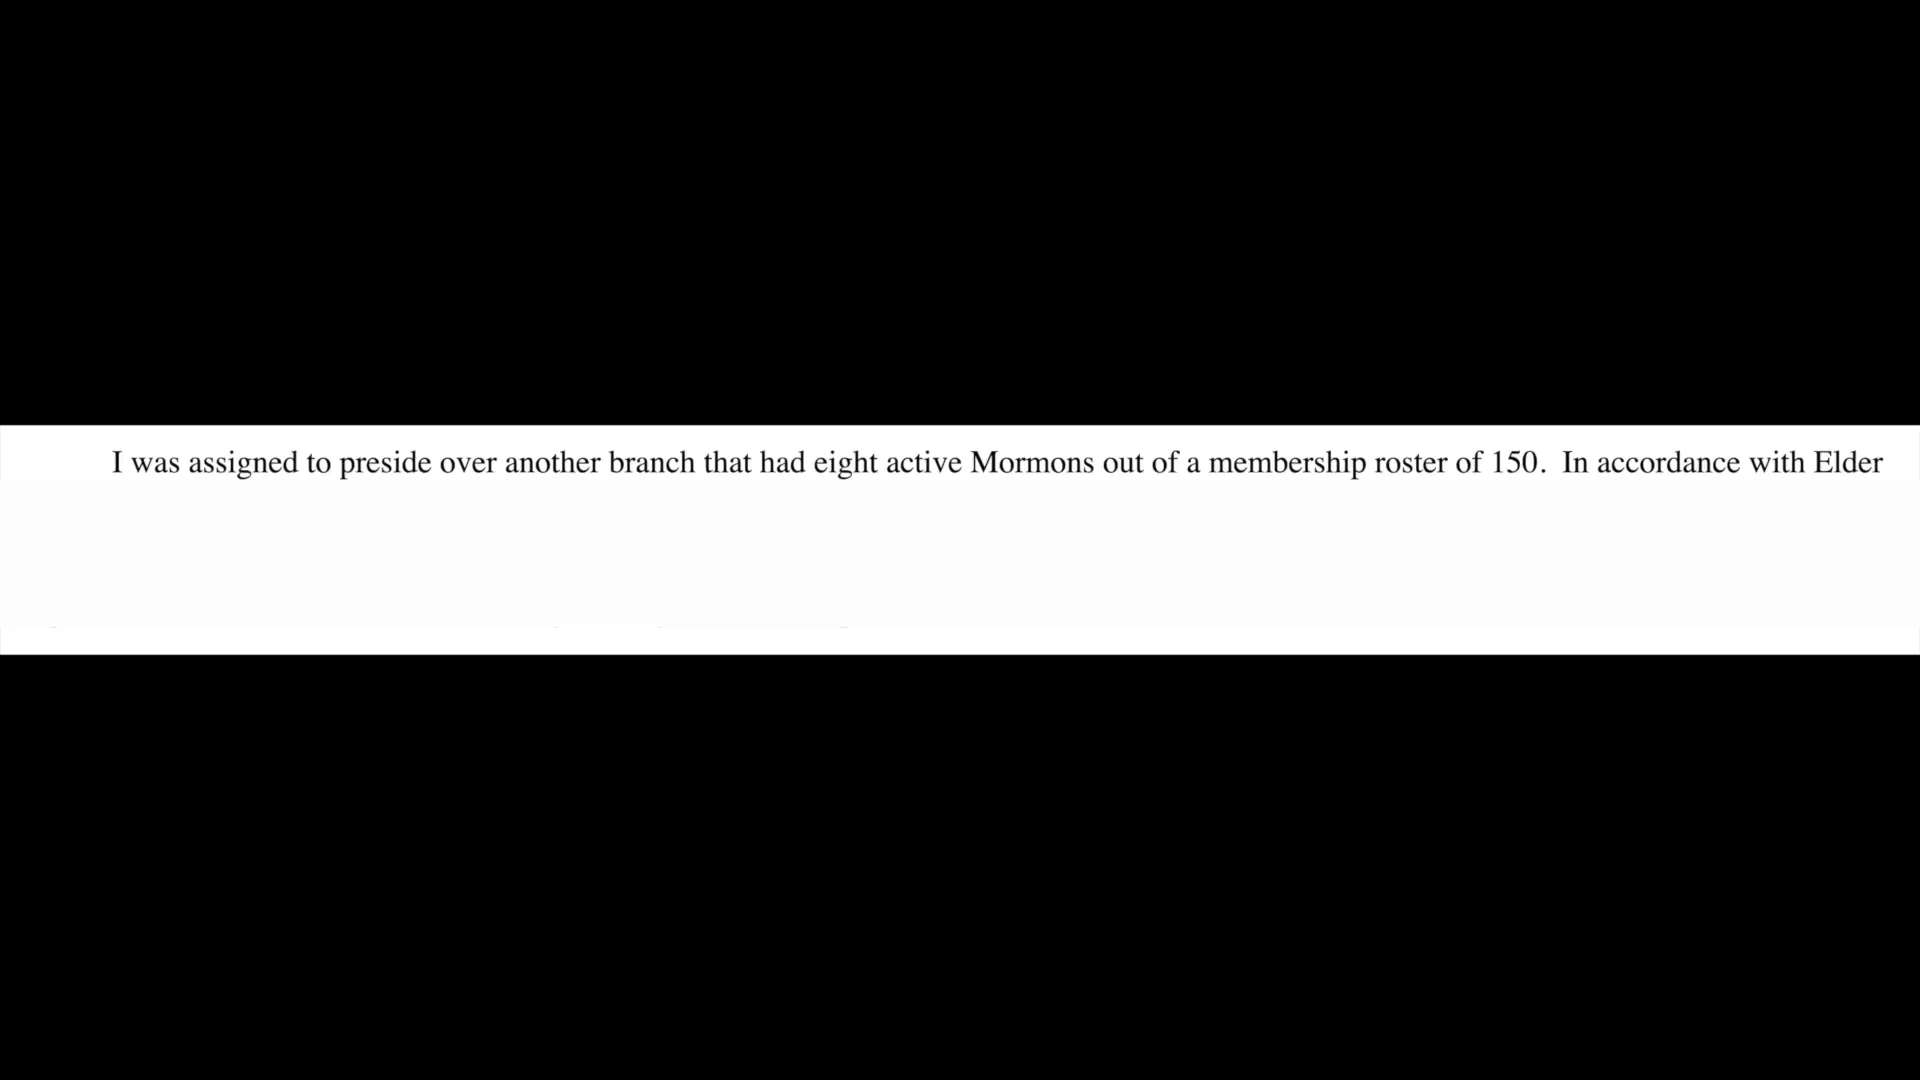 I was assigned to preside over another branch that had eight active Mormons out of a membership roster of 150.  In accordance with Elder